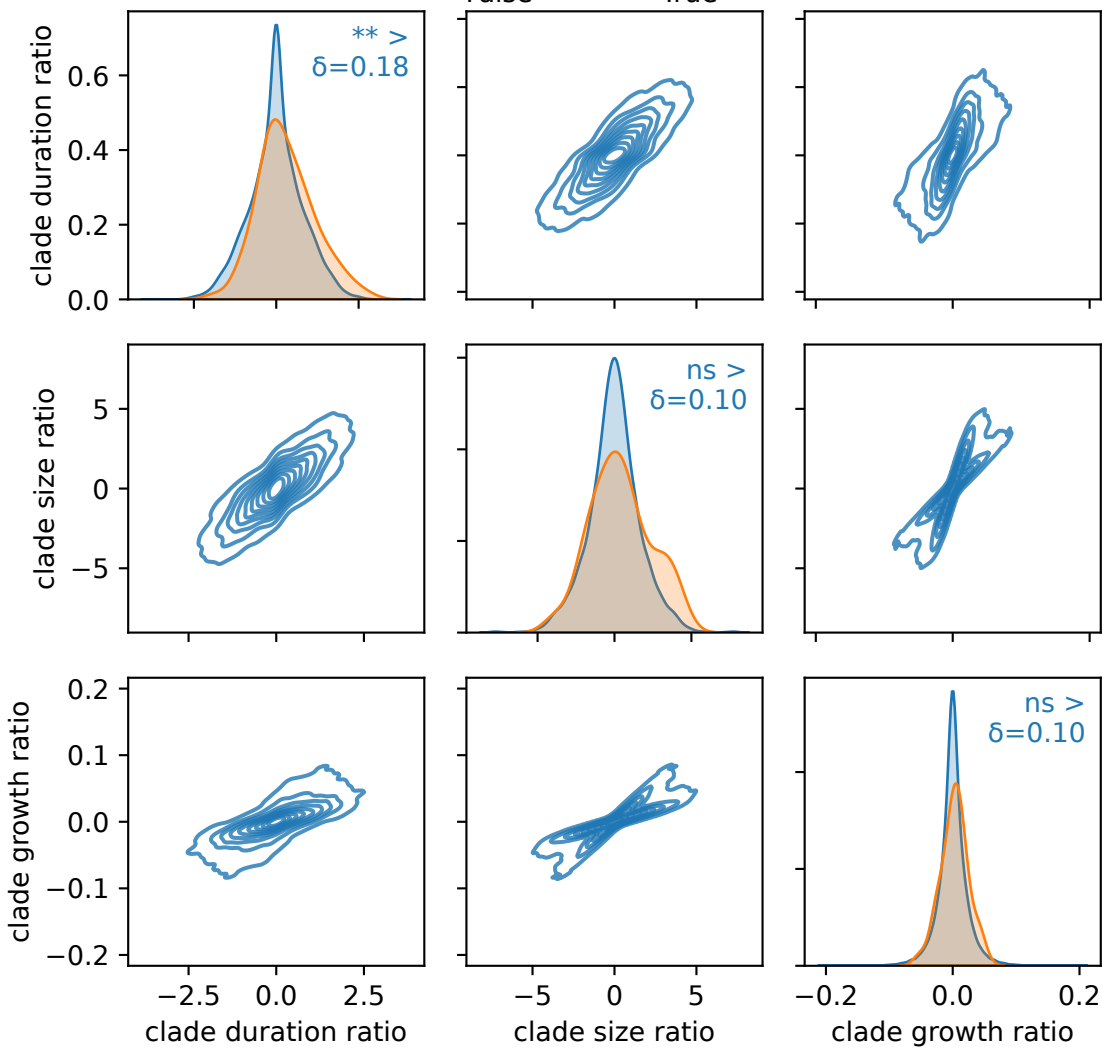 ** >
δ=0.18
clade duration ratio
0.6
0.4
0.2
0.0
ns >
δ=0.10
clade size ratio
5
0
−5
ns >
δ=0.10
clade growth ratio
0.2
0.1
0.0
−0.1
−0.2
−2.5 0.0 2.5
−5 0 5
−0.2 0.0 0.2
clade duration ratio
clade size ratio
clade growth ratio